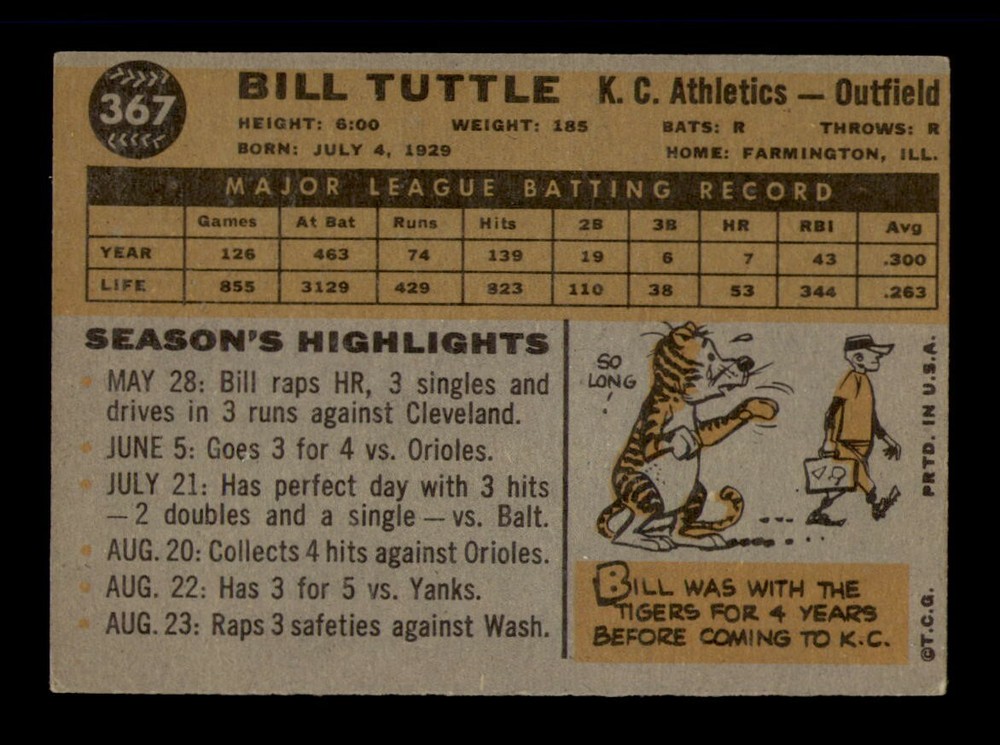 367
BILL TUTTLE K. C. Athletics — Outfield
HEIGHT: 6:00 WEIGHT: 185 BATS: R THROWS: R
BORN: JULY 4, 1929 HOME: FARMINGTON, ILL.
MAJOR LEAGUE BATTING RECORD
Games At Bat Runs Hits 2B 3B HR RBI Avg
YEAR 126 463 74 139 19 6 7 43 .300
LIFE 855 3129 429 823 110 38 53 344 .263
SEASON'S HIGHLIGHTS
• MAY 28: Bill raps HR, 3 singles and
drives in 3 runs against Cleveland.
• JUNE 5: Goes 3 for 4 vs. Orioles.
• JULY 21: Has perfect day with 3 hits
— 2 doubles and a single — vs. Balt.
• AUG. 20: Collects 4 hits against Orioles.
• AUG. 22: Has 3 for 5 vs. Yanks.
• AUG. 23: Raps 3 safeties against Wash.
SO
LONG
!
BILL WAS WITH THE
TIGERS FOR 4 YEARS
BEFORE COMING TO K.C.
©T.C.G. PRTD. IN U.S.A.